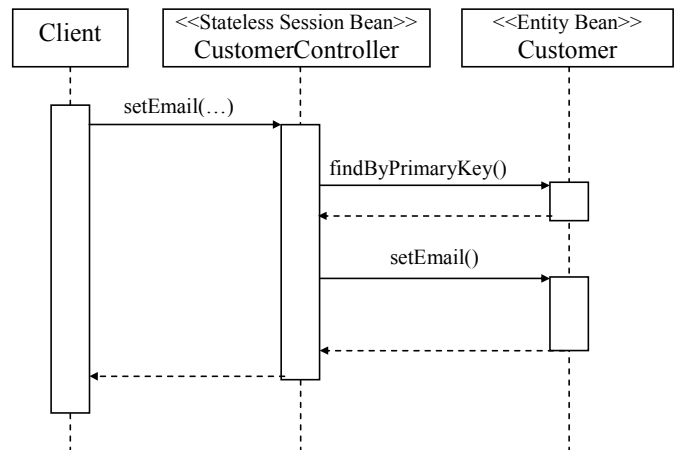 Client
<<Stateless Session Bean>>
CustomerController
<<Entity Bean>>
Customer
setEmail(…)
findByPrimaryKey()
setEmail()